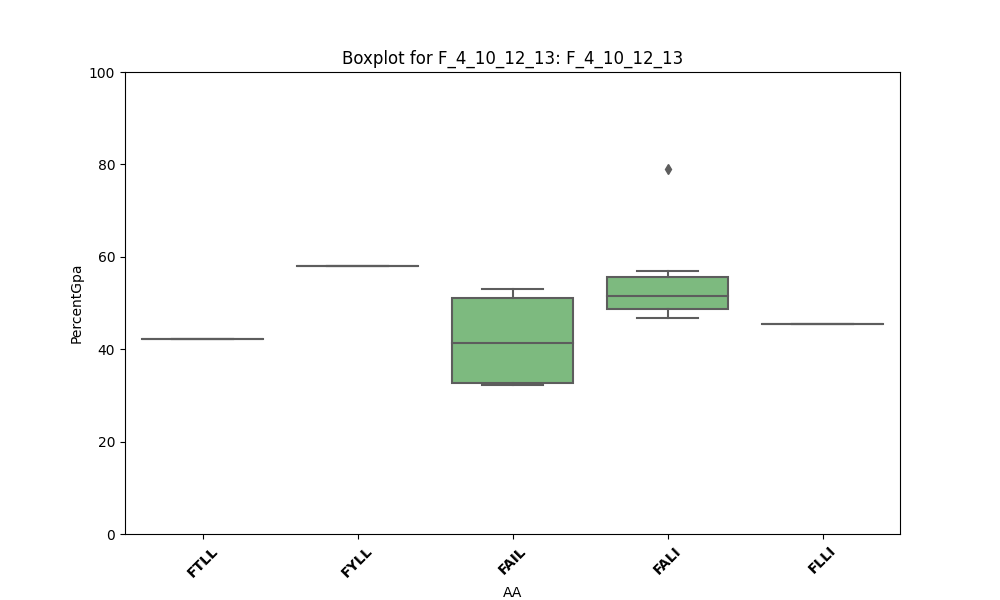 Boxplot for F_4_10_12_13: F_4_10_12_13
100
80
60
40
20
0
PercentGpa
FTLL
FYLL
FAIL
FALI
FLLI
AA